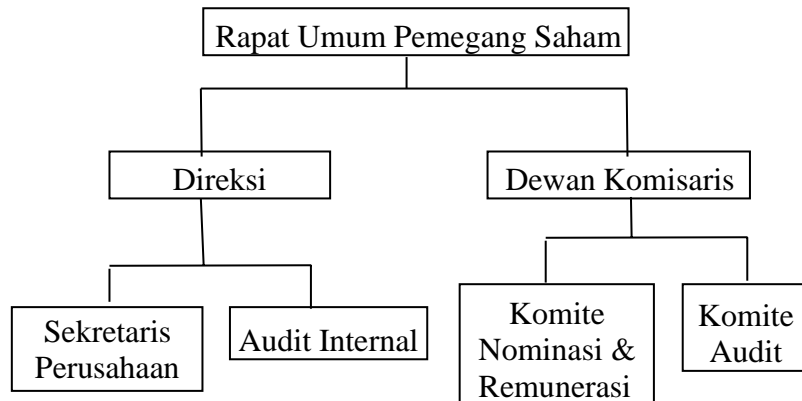 Rapat Umum Pemegang Saham
Direksi
Dewan Komisaris
Sekretaris
Perusahaan
Audit Internal
Komite
Nominasi &
Remunerasi
Komite
Audit